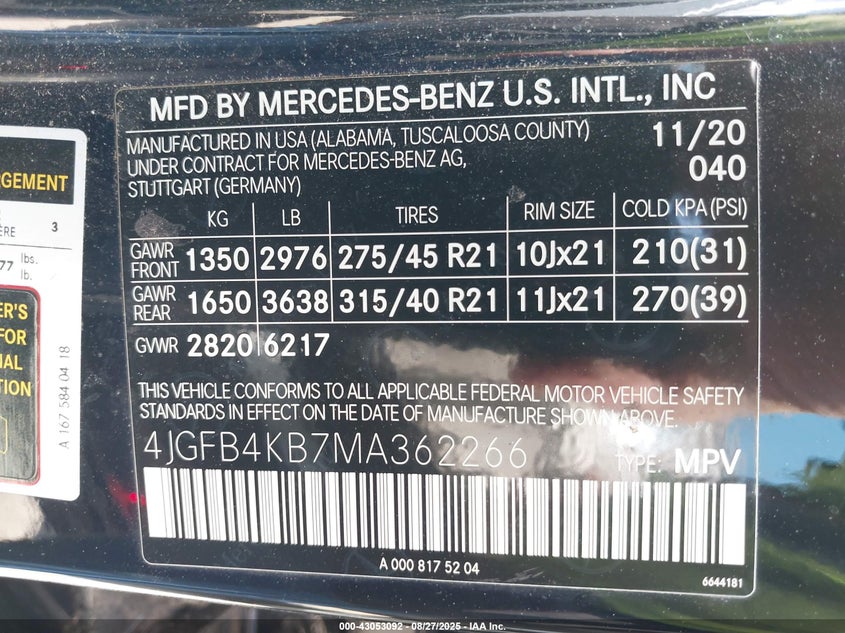 MFD BY MERCEDES-BENZ U.S. INTL., INC
MANUFACTURED IN USA (ALABAMA, TUSCALOOSA COUNTY) 11/20
UNDER CONTRACT FOR MERCEDES-BENZ AG, 040
STUTTGART (GERMANY)
KG LB TIRES RIM SIZE COLD KPA (PSI)
GAWR FRONT 1350 2976 275/45 R21 10Jx21 210(31)
GAWR REAR 1650 3638 315/40 R21 11Jx21 270(39)
GVWR 2820 6217
THIS VEHICLE CONFORMS TO ALL APPLICABLE FEDERAL MOTOR VEHICLE SAFETY
STANDARDS IN EFFECT ON THE DATE OF MANUFACTURE SHOWN ABOVE.
4JGFB4KB7MA362266 TYPE: MPV
A 000 817 52 04
6644181
3
lbs.
lb.
FOR
A 167 584 04 18
000-43053092 - 08/27/2025 - IAA Inc.